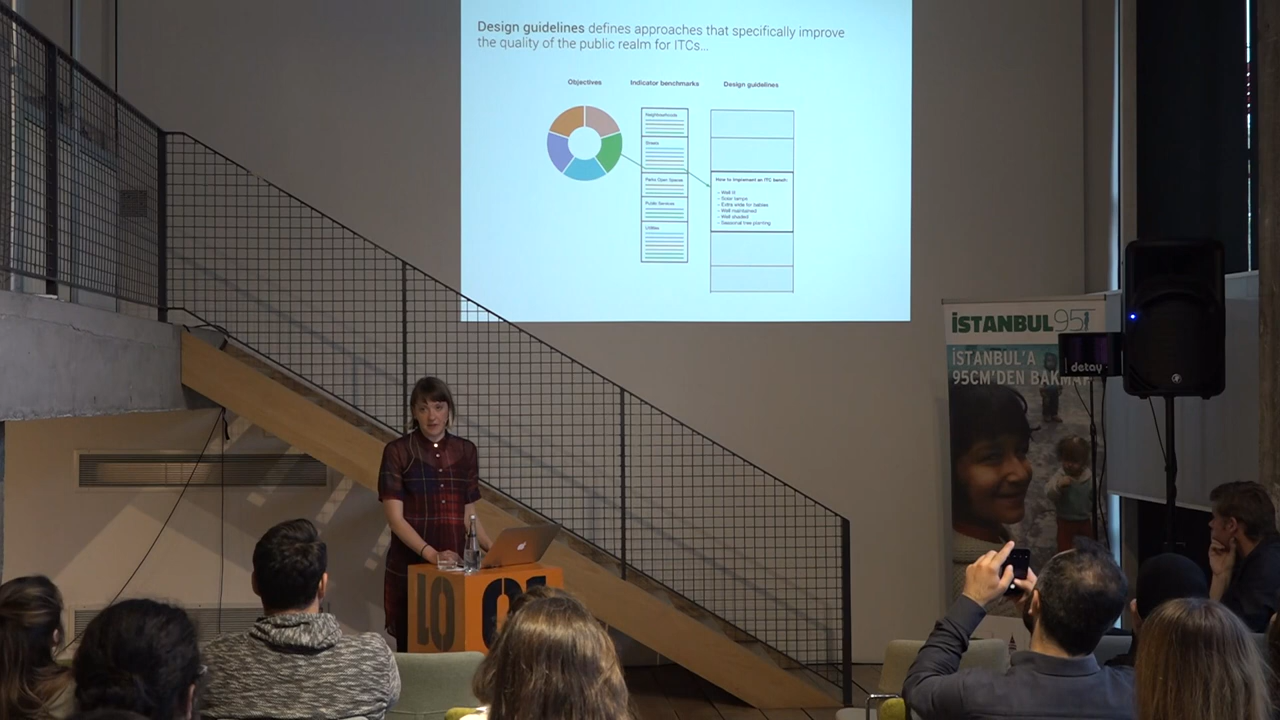 Design guidelines defines approaches that specifically improve
the quality of the public realm for ITCs...
Objectives
Indicator benchmarks
Design guidelines
Neighbourhoods
Streets
Parks Open Spaces
Public Services
Utilities
How to implement an ITC bench:
– Well lit
– Solar lamps
– Extra wide for babies
– Well maintained
– Well shaded
– Seasonal tree planting
İSTANBUL95
İSTANBUL'A
95CM'DEN
detay